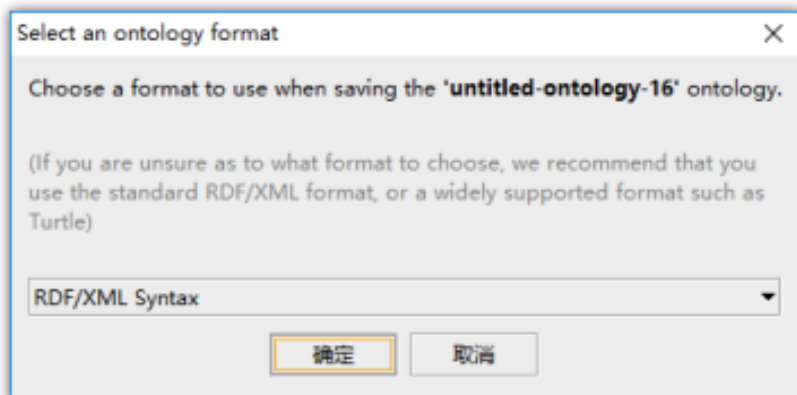 Select an ontology format
Choose a format to use when saving the 'untitled-ontology-16' ontology.
(If you are unsure as to what format to choose, we recommend that you
use the standard RDF/XML format, or a widely supported format such as
Turtle)
RDF/XML Syntax
确定 取消